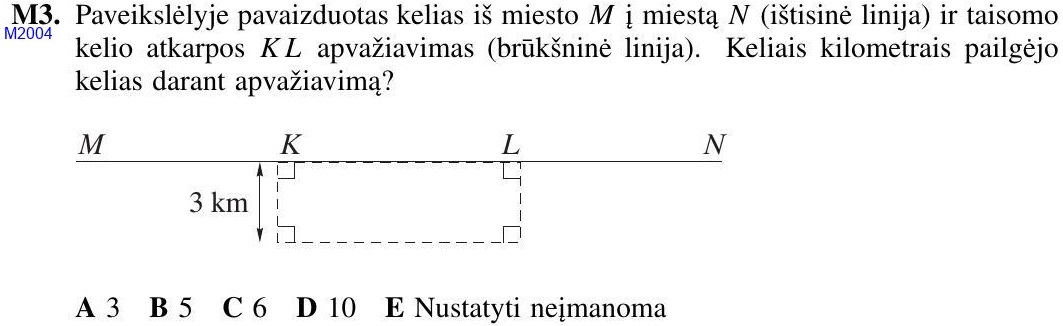 M3. Paveikslėlyje pavaizduotas kelias iš miesto M į miestą N (ištisinė linija) ir taisomo
M2004
kelio atkarpos KL apvažiavimas (brūkšninė linija). Keliais kilometrais pailgėjo
kelias darant apvažiavimą?
M K L N
3 km
A 3 B 5 C 6 D 10 E Nustatyti neįmanoma